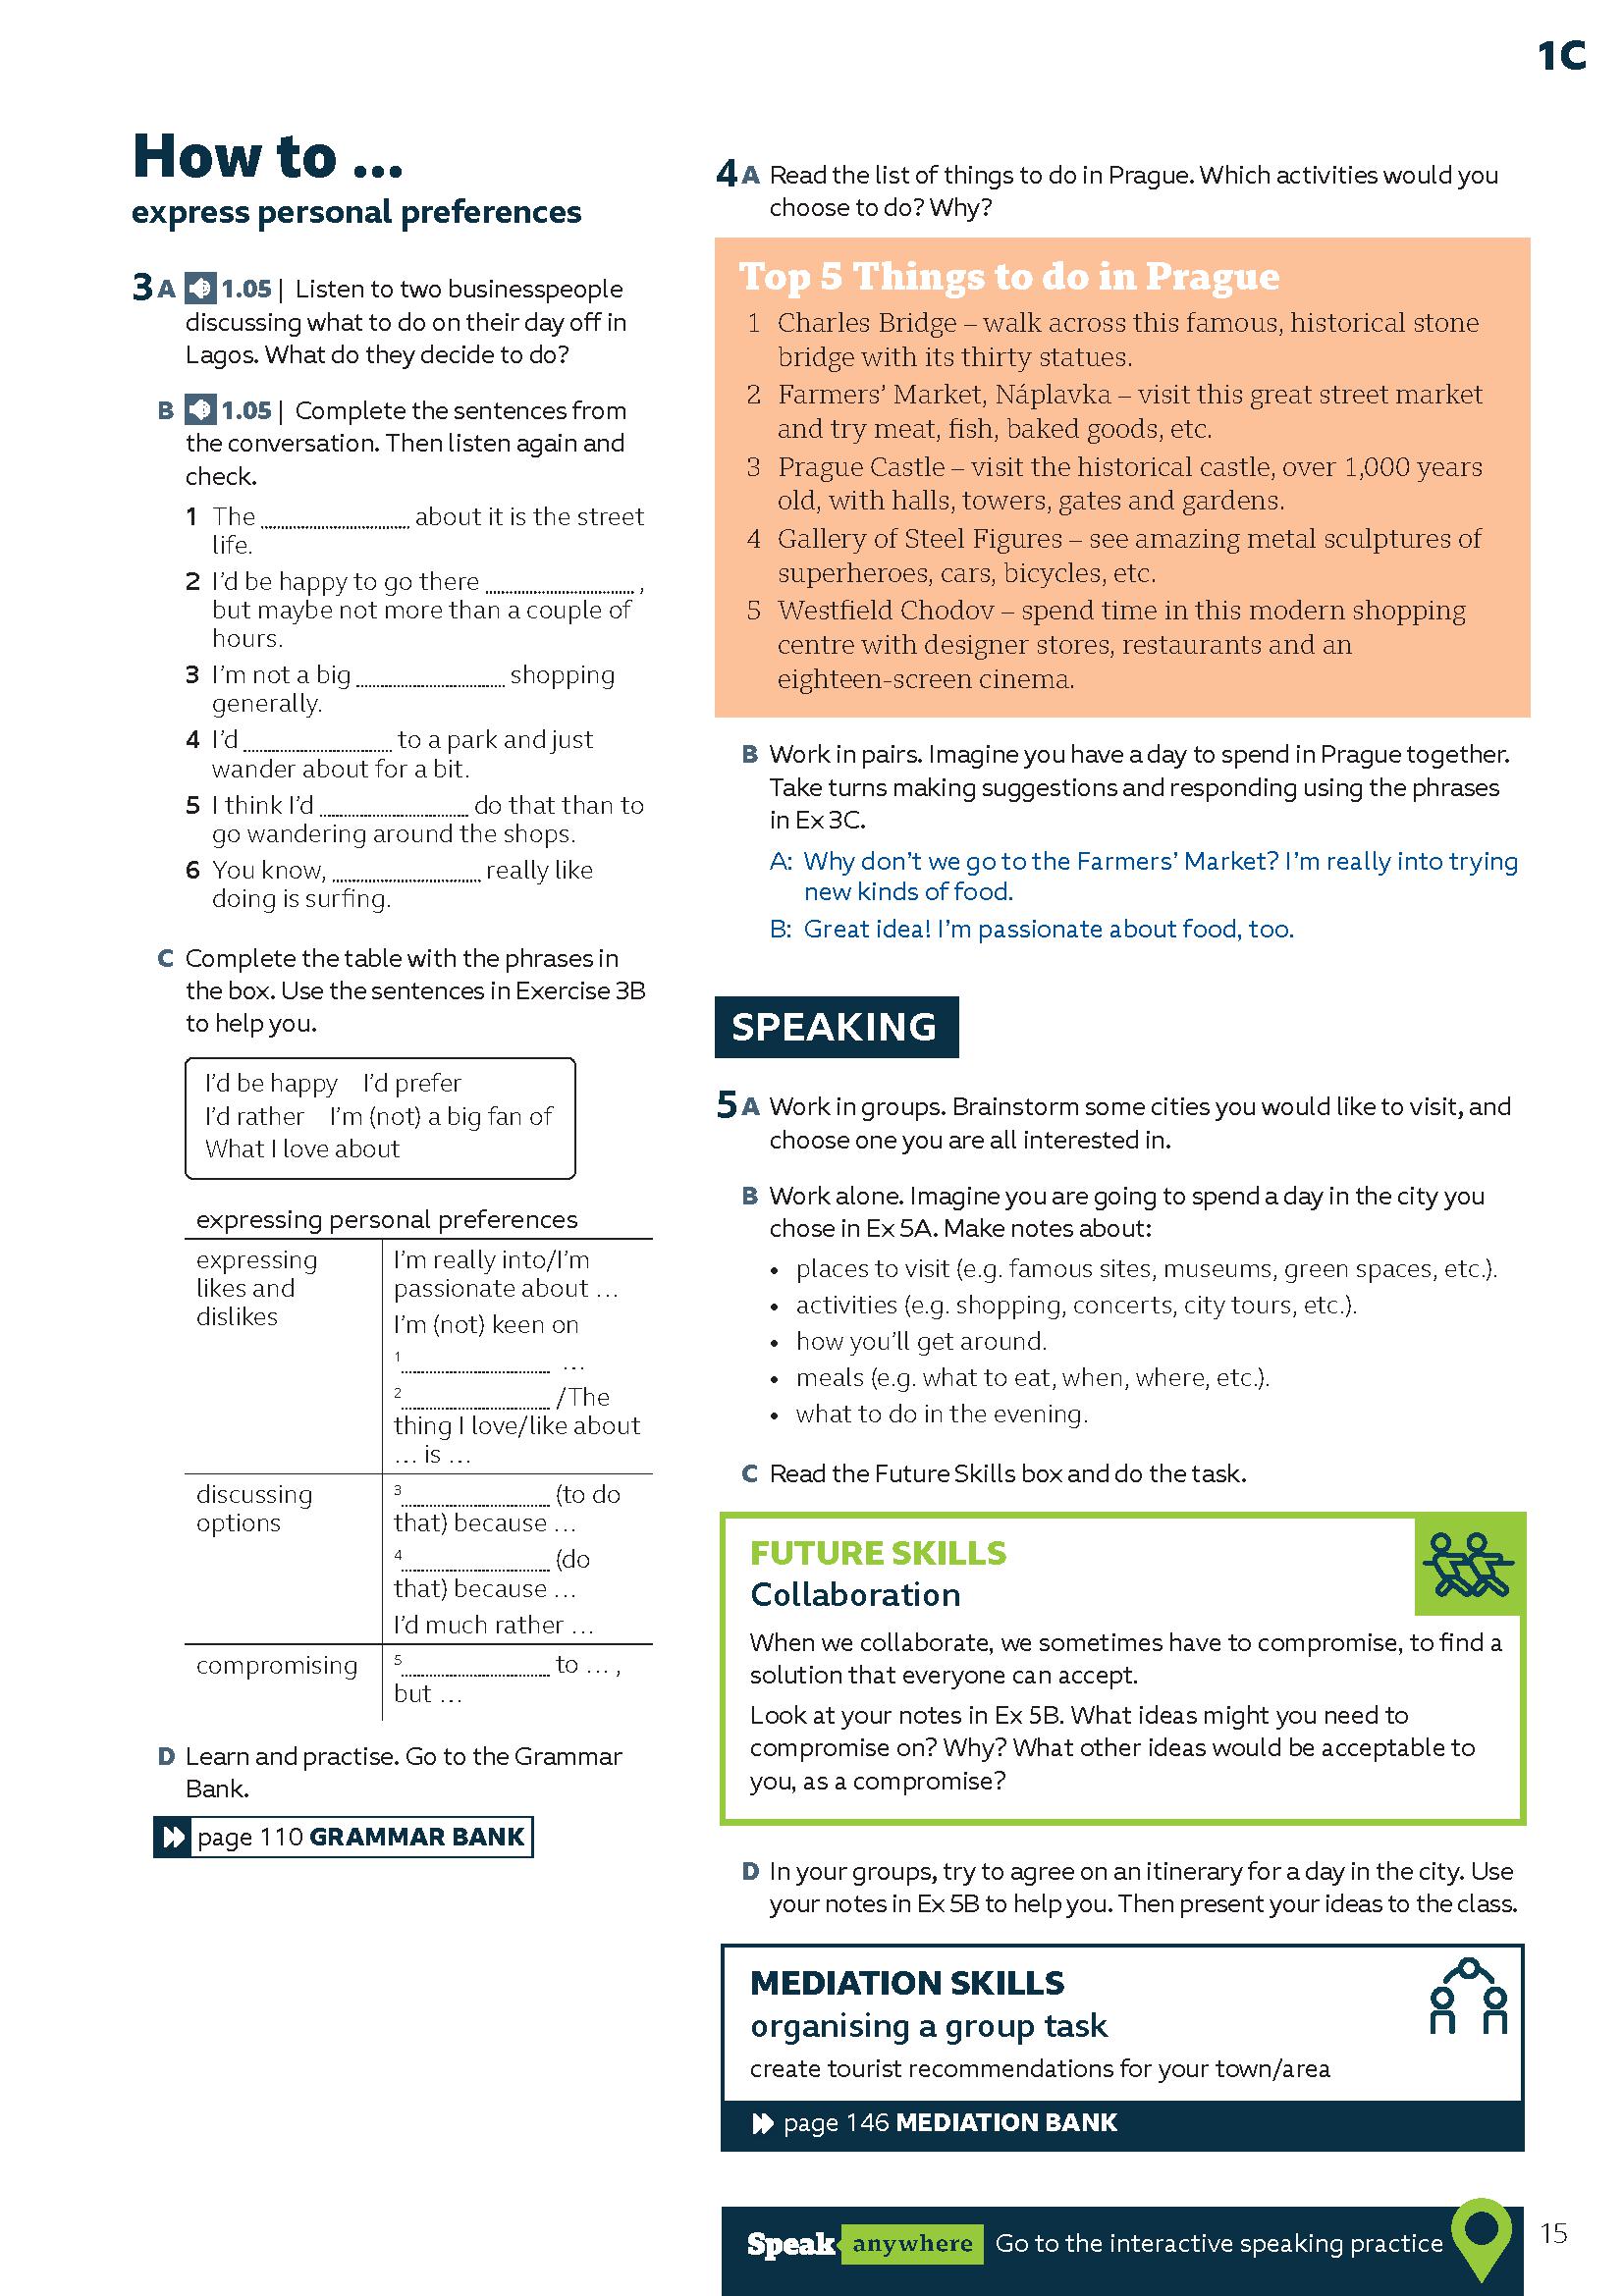 1C
How to ...
express personal preferences
3 A 1.05 | Listen to two businesspeople
discussing what to do on their day off in
Lagos. What do they decide to do?
B 1.05 | Complete the sentences from
the conversation. Then listen again and
check.
1 The ............ about it is the street
life.
2 I'd be happy to go there ............ ,
but maybe not more than a couple of
hours.
3 I'm not a big ............ shopping
generally.
4 I'd ............ to a park and just
wander about for a bit.
5 I think I'd ............ do that than to
go wandering around the shops.
6 You know, ............ really like
doing is surfing.
C Complete the table with the phrases in
the box. Use the sentences in Exercise 3B
to help you.
I'd be happy I'd prefer
I'd rather I'm (not) a big fan of
What I love about
expressing personal preferences
expressing
likes and
dislikes
I'm really into/I'm
passionate about ...
I'm (not) keen on
1 ............ ...
2 ............ /The
thing I love/like about
... is ...
discussing
options
3 ............ (to do
that) because ...
4 ............ (do
that) because ...
I'd much rather ...
compromising
5 ............ to ... ,
but ...
D Learn and practise. Go to the Grammar
Bank.
page 110 GRAMMAR BANK
4 A Read the list of things to do in Prague. Which activities would you
choose to do? Why?
Top 5 Things to do in Prague
1 Charles Bridge – walk across this famous, historical stone
bridge with its thirty statues.
2 Farmers' Market, Náplavka – visit this great street market
and try meat, fish, baked goods, etc.
3 Prague Castle – visit the historical castle, over 1,000 years
old, with halls, towers, gates and gardens.
4 Gallery of Steel Figures – see amazing metal sculptures of
superheroes, cars, bicycles, etc.
5 Westfield Chodov – spend time in this modern shopping
centre with designer stores, restaurants and an
eighteen-screen cinema.
B Work in pairs. Imagine you have a day to spend in Prague together.
Take turns making suggestions and responding using the phrases
in Ex 3C.
A: Why don't we go to the Farmers' Market? I'm really into trying
new kinds of food.
B: Great idea! I'm passionate about food, too.
SPEAKING
5 A Work in groups. Brainstorm some cities you would like to visit, and
choose one you are all interested in.
B Work alone. Imagine you are going to spend a day in the city you
chose in Ex 5A. Make notes about:
• places to visit (e.g. famous sites, museums, green spaces, etc.).
• activities (e.g. shopping, concerts, city tours, etc.).
• how you'll get around.
• meals (e.g. what to eat, when, where, etc.).
• what to do in the evening.
C Read the Future Skills box and do the task.
FUTURE SKILLS
Collaboration
When we collaborate, we sometimes have to compromise, to find a
solution that everyone can accept.
Look at your notes in Ex 5B. What ideas might you need to
compromise on? Why? What other ideas would be acceptable to
you, as a compromise?
D In your groups, try to agree on an itinerary for a day in the city. Use
your notes in Ex 5B to help you. Then present your ideas to the class.
MEDIATION SKILLS
organising a group task
create tourist recommendations for your town/area
page 146 MEDIATION BANK
Speak anywhere Go to the interactive speaking practice
15